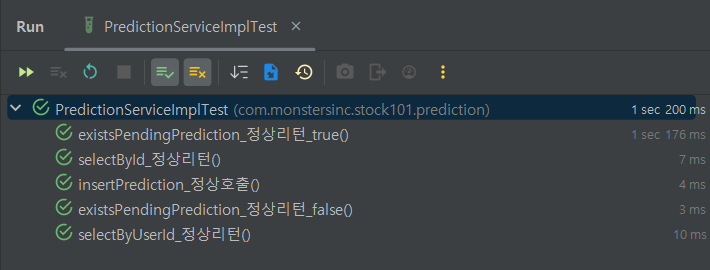 Run PredictionServiceImplTest ×
PredictionServiceImplTest (com.monstersinc.stock101.prediction) 1 sec 200 ms
existsPendingPrediction_정상리턴_true() 1 sec 176 ms
selectById_정상리턴() 7 ms
insertPrediction_정상호출() 4 ms
existsPendingPrediction_정상리턴_false() 3 ms
selectByUserId_정상리턴() 10 ms